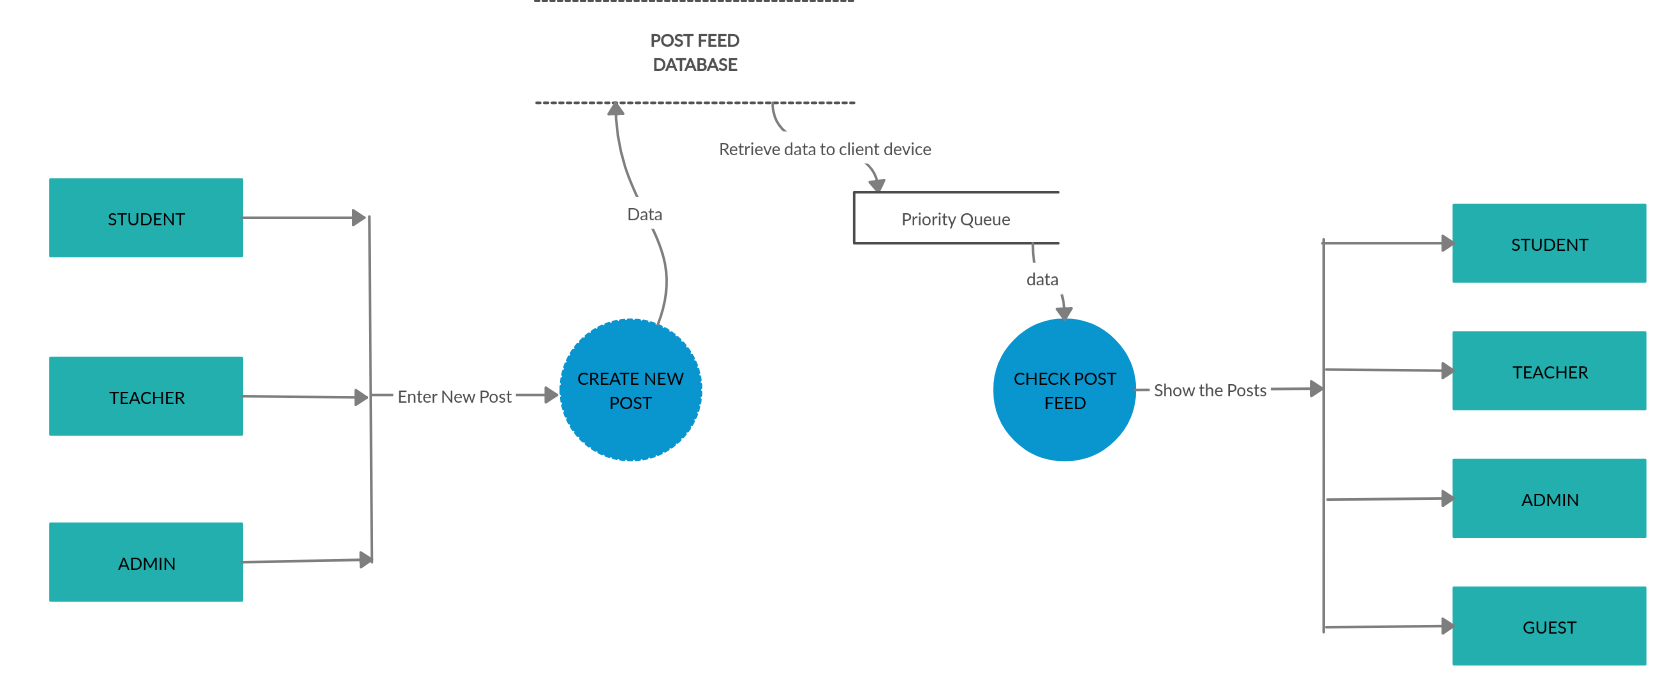 POST FEED
DATABASE
Retrieve data to client device
Data
Priority Queue
data
STUDENT
TEACHER
ADMIN
Enter New Post
CREATE NEW
POST
CHECK POST
FEED
Show the Posts
STUDENT
TEACHER
ADMIN
GUEST